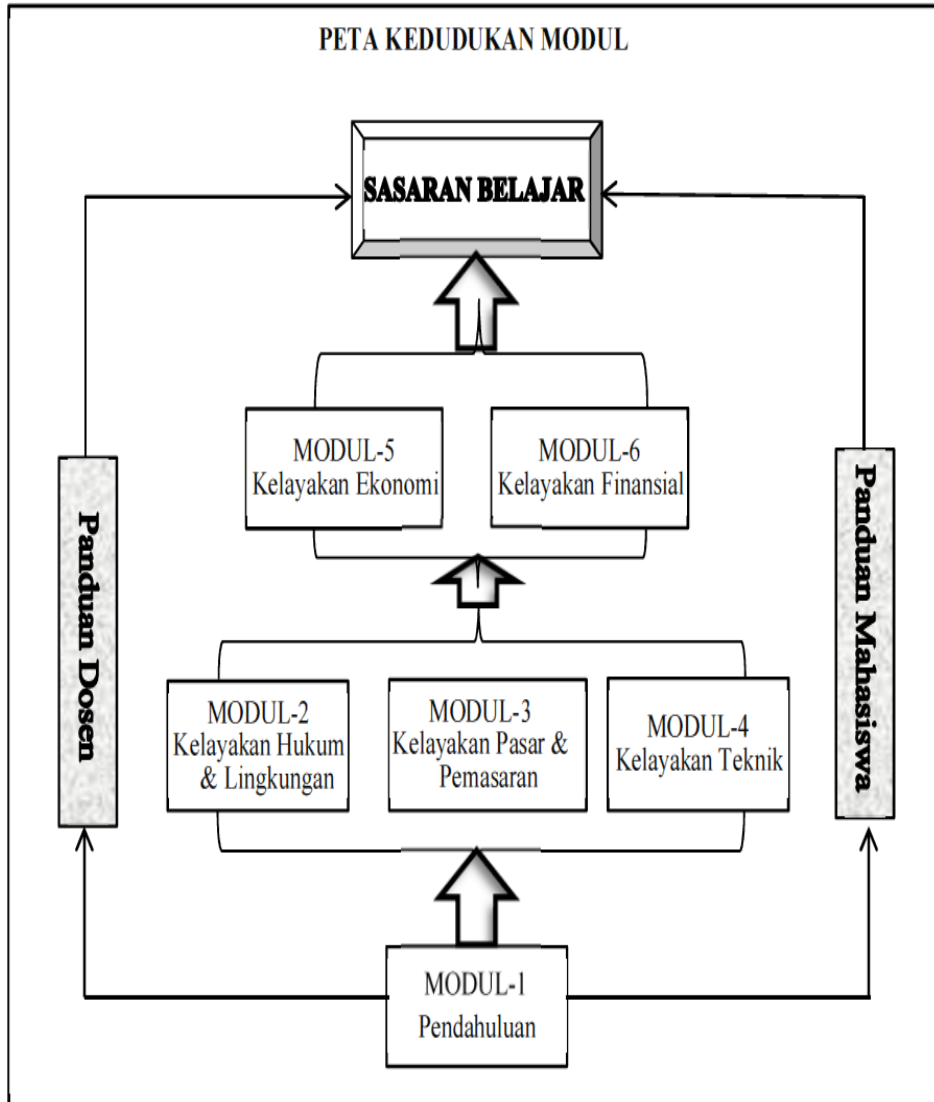 PETA KEDUDUKAN MODUL
SASARAN BELAJAR
MODUL-5
Kelayakan Ekonomi
MODUL-6
Kelayakan Finansial
Panduan Dosen
Panduan Mahasiswa
MODUL-2
Kelayakan Hukum
& Lingkungan
MODUL-3
Kelayakan Pasar &
Pemasaran
MODUL-4
Kelayakan Teknik
MODUL-1
Pendahuluan